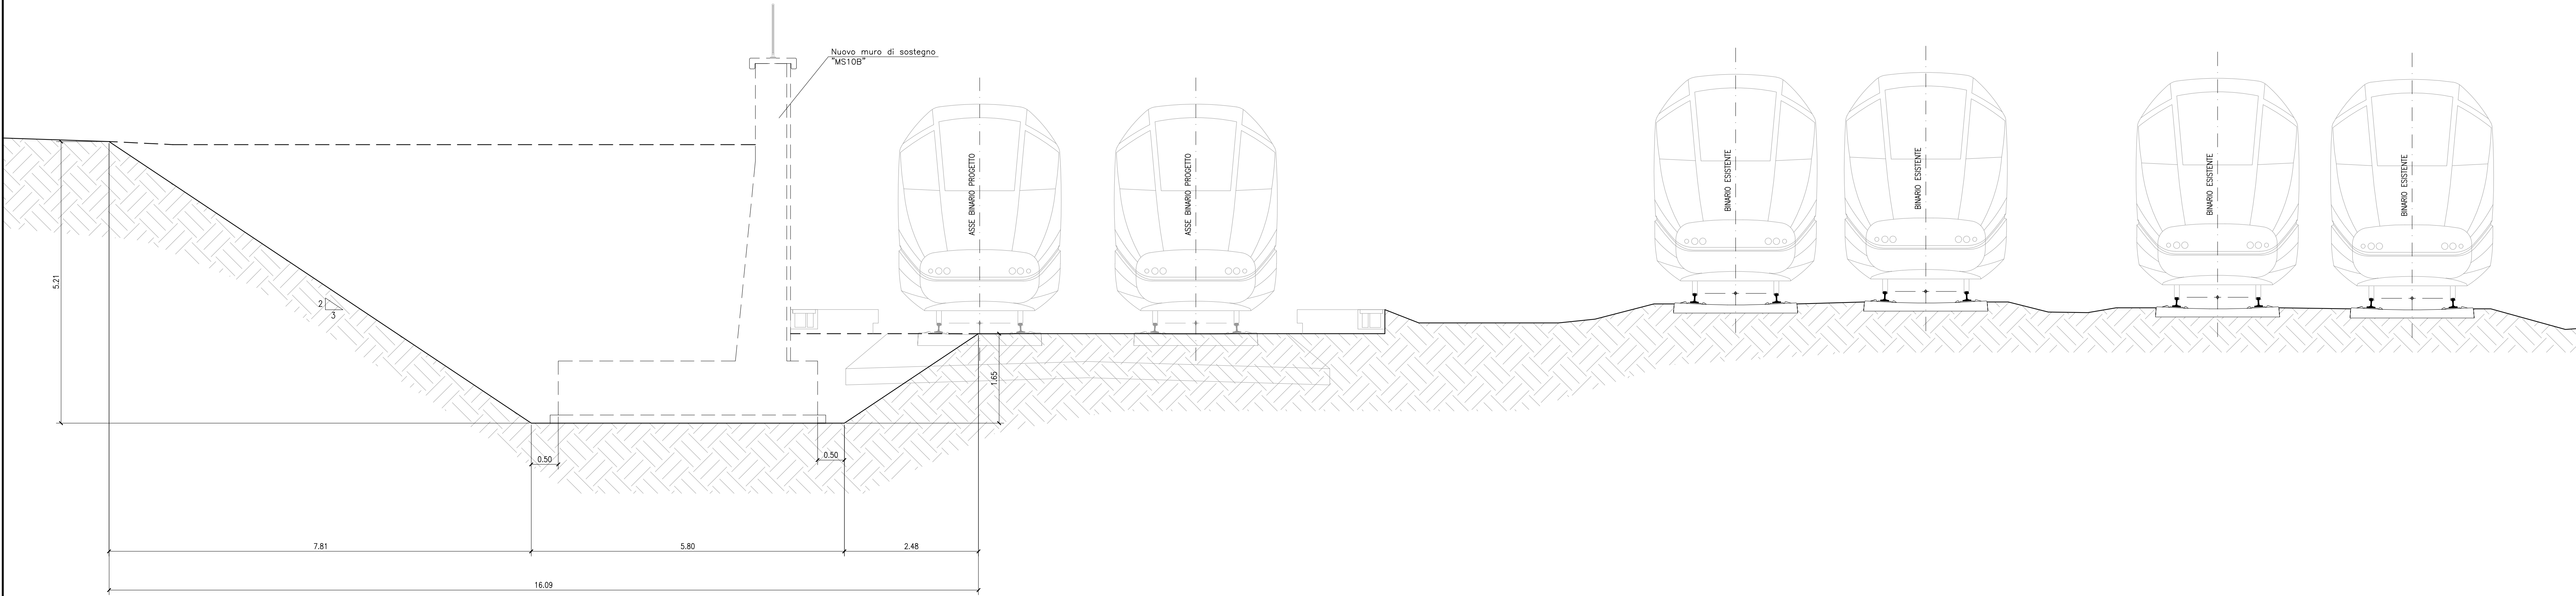 Nuovo muro di sostegno
"MS10B"
ASSE BINARIO PROGETTO
ASSE BINARIO PROGETTO
BINARIO ESISTENTE
BINARIO ESISTENTE
BINARIO ESISTENTE
BINARIO ESISTENTE
5.21
2
3
1.65
0.50
0.50
7.81
5.80
2.48
16.09